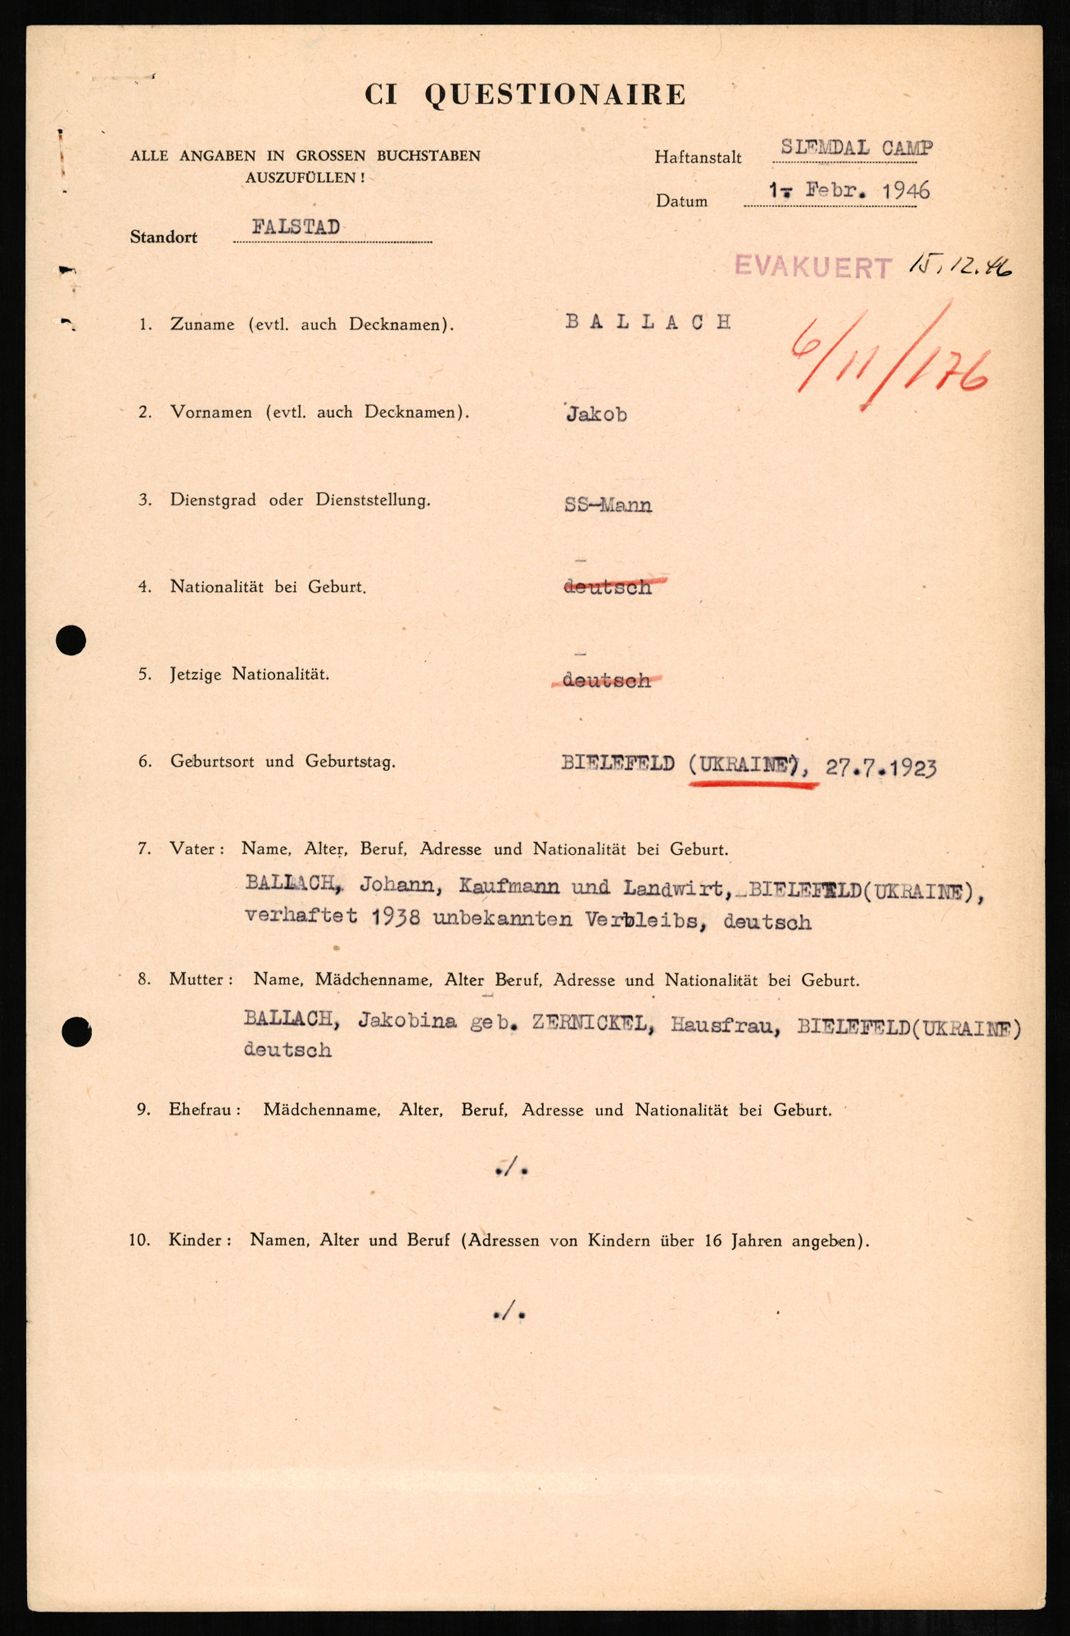 CI QUESTIONAIRE
ALLE ANGABEN IN GROSSEN BUCHSTABEN
AUSZUFÜLLEN!
Haftanstalt SLEMDAL CAMP
Datum 1. Febr. 1946
Standort FALSTAD
EVAKUERT 15.12.46
1. Zuname (evtl. auch Decknamen). BALLACH
6/11/176
2. Vornamen (evtl. auch Decknamen). Jakob
3. Dienstgrad oder Dienststellung. SS-Mann
4. Nationalität bei Geburt. deutsch
5. Jetzige Nationalität. deutsch
6. Geburtsort und Geburtstag. BIELEFELD (UKRAINE), 27.7.1923
7. Vater: Name, Alter, Beruf, Adresse und Nationalität bei Geburt.
BALLACH, Johann, Kaufmann und Landwirt, BIELEFELD(UKRAINE),
verhaftet 1938 unbekannten Verbleibs, deutsch
8. Mutter: Name, Mädchenname, Alter Beruf, Adresse und Nationalität bei Geburt.
BALLACH, Jakobina geb. ZERNICKEL, Hausfrau, BIELEFELD(UKRAINE)
deutsch
9. Ehefrau: Mädchenname, Alter, Beruf, Adresse und Nationalität bei Geburt.
./.
10. Kinder: Namen, Alter und Beruf (Adressen von Kindern über 16 Jahren angeben).
./.